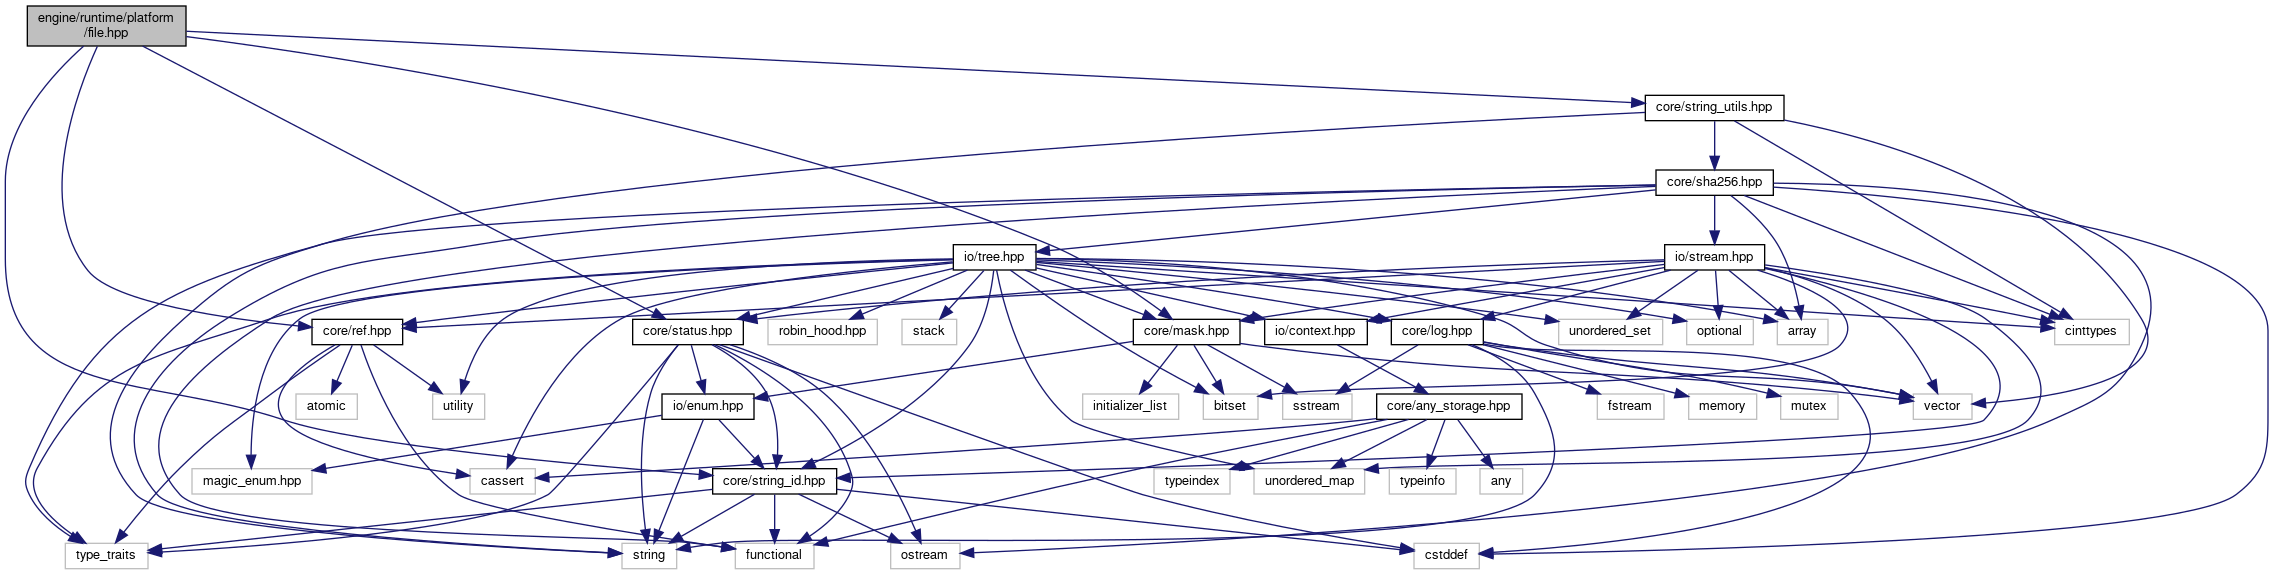 engine/runtime/platform
/file.hpp
core/string_utils.hpp
core/sha256.hpp
io/tree.hpp
io/stream.hpp
core/ref.hpp
core/status.hpp
robin_hood.hpp
stack
core/mask.hpp
io/context.hpp
core/log.hpp
unordered_set
optional
array
cinttypes
atomic
utility
io/enum.hpp
initializer_list
bitset
sstream
core/any_storage.hpp
fstream
memory
mutex
vector
magic_enum.hpp
cassert
core/string_id.hpp
typeindex
unordered_map
typeinfo
any
type_traits
string
functional
ostream
cstddef